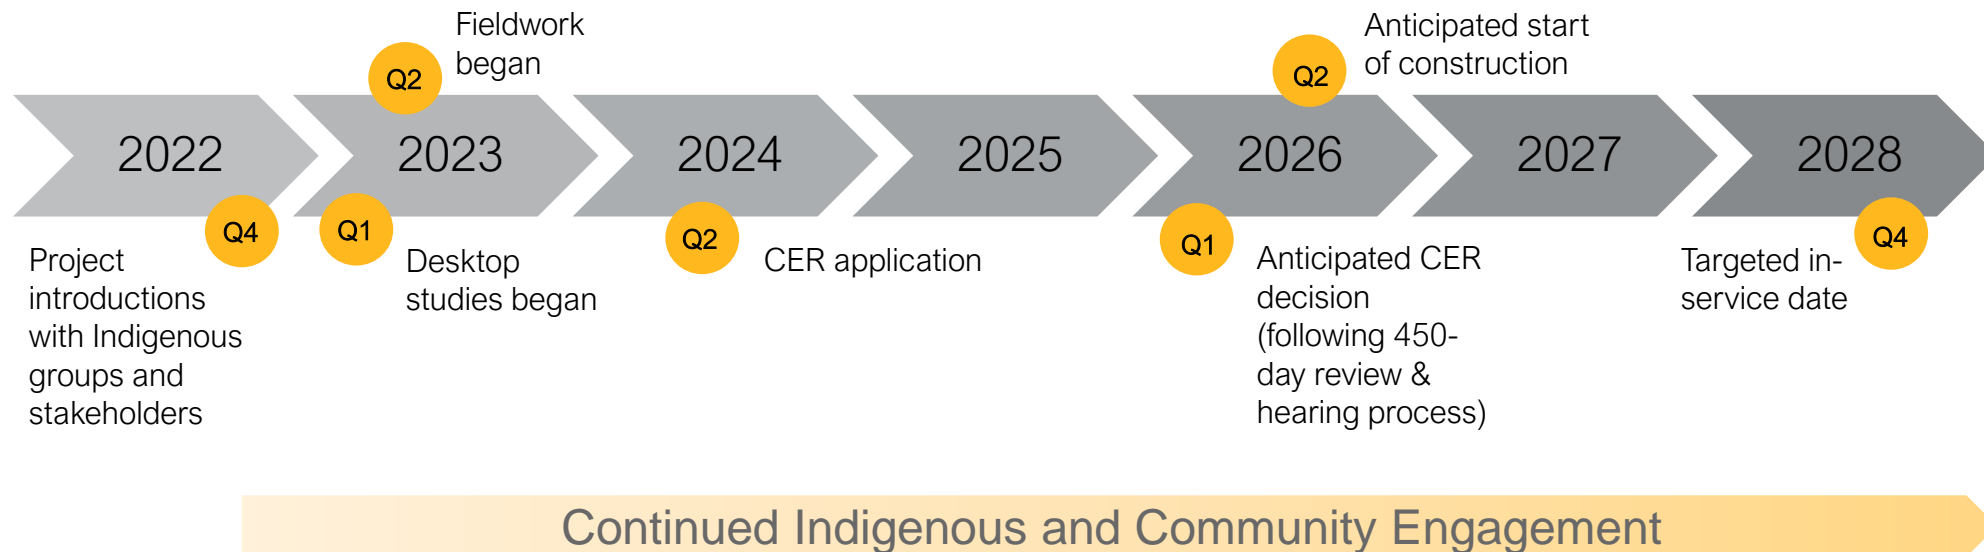 Fieldwork
began
Q2
Anticipated start
of construction
Q2
2022
2023
2024
2025
2026
2027
2028
Q4
Project
introductions
with Indigenous
groups and
stakeholders
Q1
Desktop
studies began
Q2
CER application
Q1
Anticipated CER
decision
(following 450-
day review &
hearing process)
Q4
Targeted in-
service date
Continued Indigenous and Community Engagement